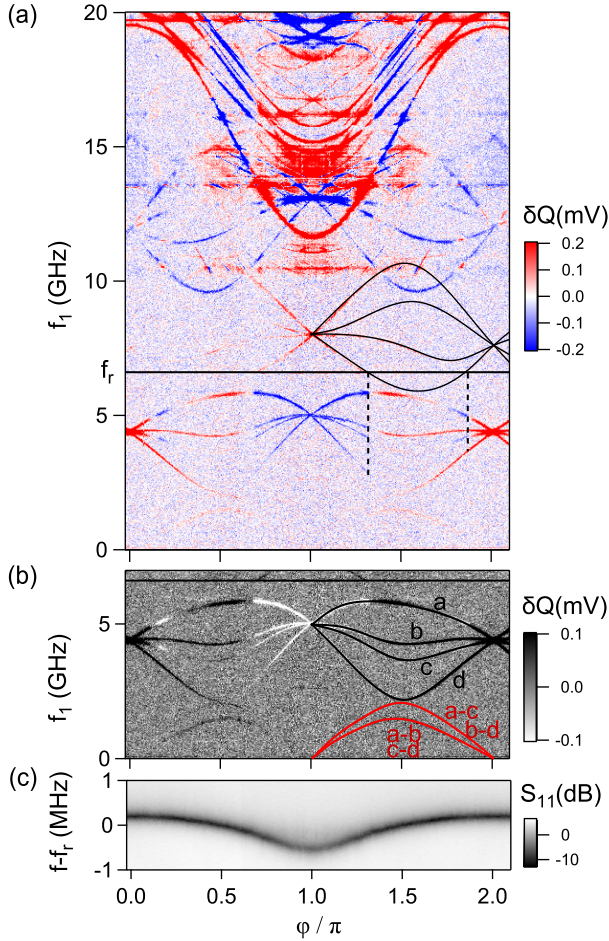 (a)
20
15
10
5
0
f1 (GHz)
fr
δQ(mV)
0.2
0.1
0.0
-0.1
-0.2
(b)
5
0
f1 (GHz)
a
b
c
d
a-c
a-b
b-d
c-d
δQ(mV)
0.1
0.0
-0.1
(c)
1
0
-1
f-fr (MHz)
S11(dB)
0
-10
0.0 0.5 1.0 1.5 2.0
φ / π